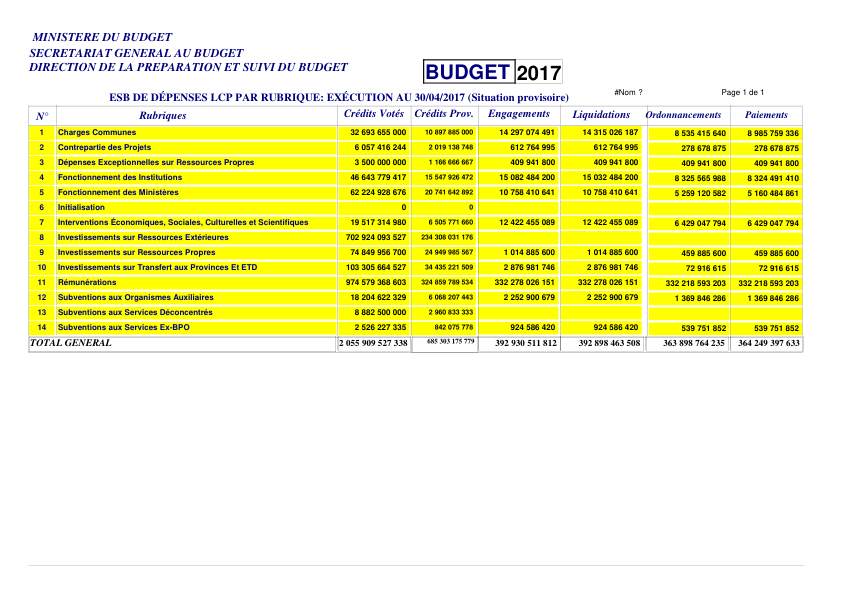 MINISTERE DU BUDGET
SECRETARIAT GENERAL AU BUDGET
DIRECTION DE LA PREPARATION ET SUIVI DU BUDGET
BUDGET 2017
ESB DE DÉPENSES LCP PAR RUBRIQUE: EXÉCUTION AU 30/04/2017 (Situation provisoire) #Nom ? Page 1 de 1
N° Rubriques Crédits Votés Crédits Prov. Engagements Liquidations Ordonnancements Paiements
1 Charges Communes 32 693 655 000 10 897 885 000 14 297 074 491 14 315 026 187 8 535 415 640 8 985 759 336
2 Contrepartie des Projets 6 057 416 244 2 019 138 748 612 764 995 612 764 995 278 678 875 278 678 875
3 Dépenses Exceptionnelles sur Ressources Propres 3 500 000 000 1 166 666 667 409 941 800 409 941 800 409 941 800 409 941 800
4 Fonctionnement des Institutions 46 643 779 417 15 547 926 472 15 082 484 200 15 032 484 200 8 325 565 988 8 324 491 410
5 Fonctionnement des Ministères 62 224 928 676 20 741 642 892 10 758 410 641 10 758 410 641 5 259 120 582 5 160 484 861
6 Initialisation 0 0
7 Interventions Économiques, Sociales, Culturelles et Scientifiques 19 517 314 980 6 505 771 660 12 422 455 089 12 422 455 089 6 429 047 794 6 429 047 794
8 Investissements sur Ressources Extérieures 702 924 093 527 234 308 031 176
9 Investissements sur Ressources Propres 74 849 956 700 24 949 985 567 1 014 885 600 1 014 885 600 459 885 600 459 885 600
10 Investissements sur Transfert aux Provinces Et ETD 103 305 664 527 34 435 221 509 2 876 981 746 2 876 981 746 72 916 615 72 916 615
11 Rémunérations 974 579 368 603 324 859 789 534 332 278 026 151 332 278 026 151 332 218 593 203 332 218 593 203
12 Subventions aux Organismes Auxiliaires 18 204 622 329 6 068 207 443 2 252 900 679 2 252 900 679 1 369 846 286 1 369 846 286
13 Subventions aux Services Déconcentrés 8 882 500 000 2 960 833 333
14 Subventions aux Services Ex-BPO 2 526 227 335 842 075 778 924 586 420 924 586 420 539 751 852 539 751 852
TOTAL GENERAL 2 055 909 527 338 685 303 175 779 392 930 511 812 392 898 463 508 363 898 764 235 364 249 397 633